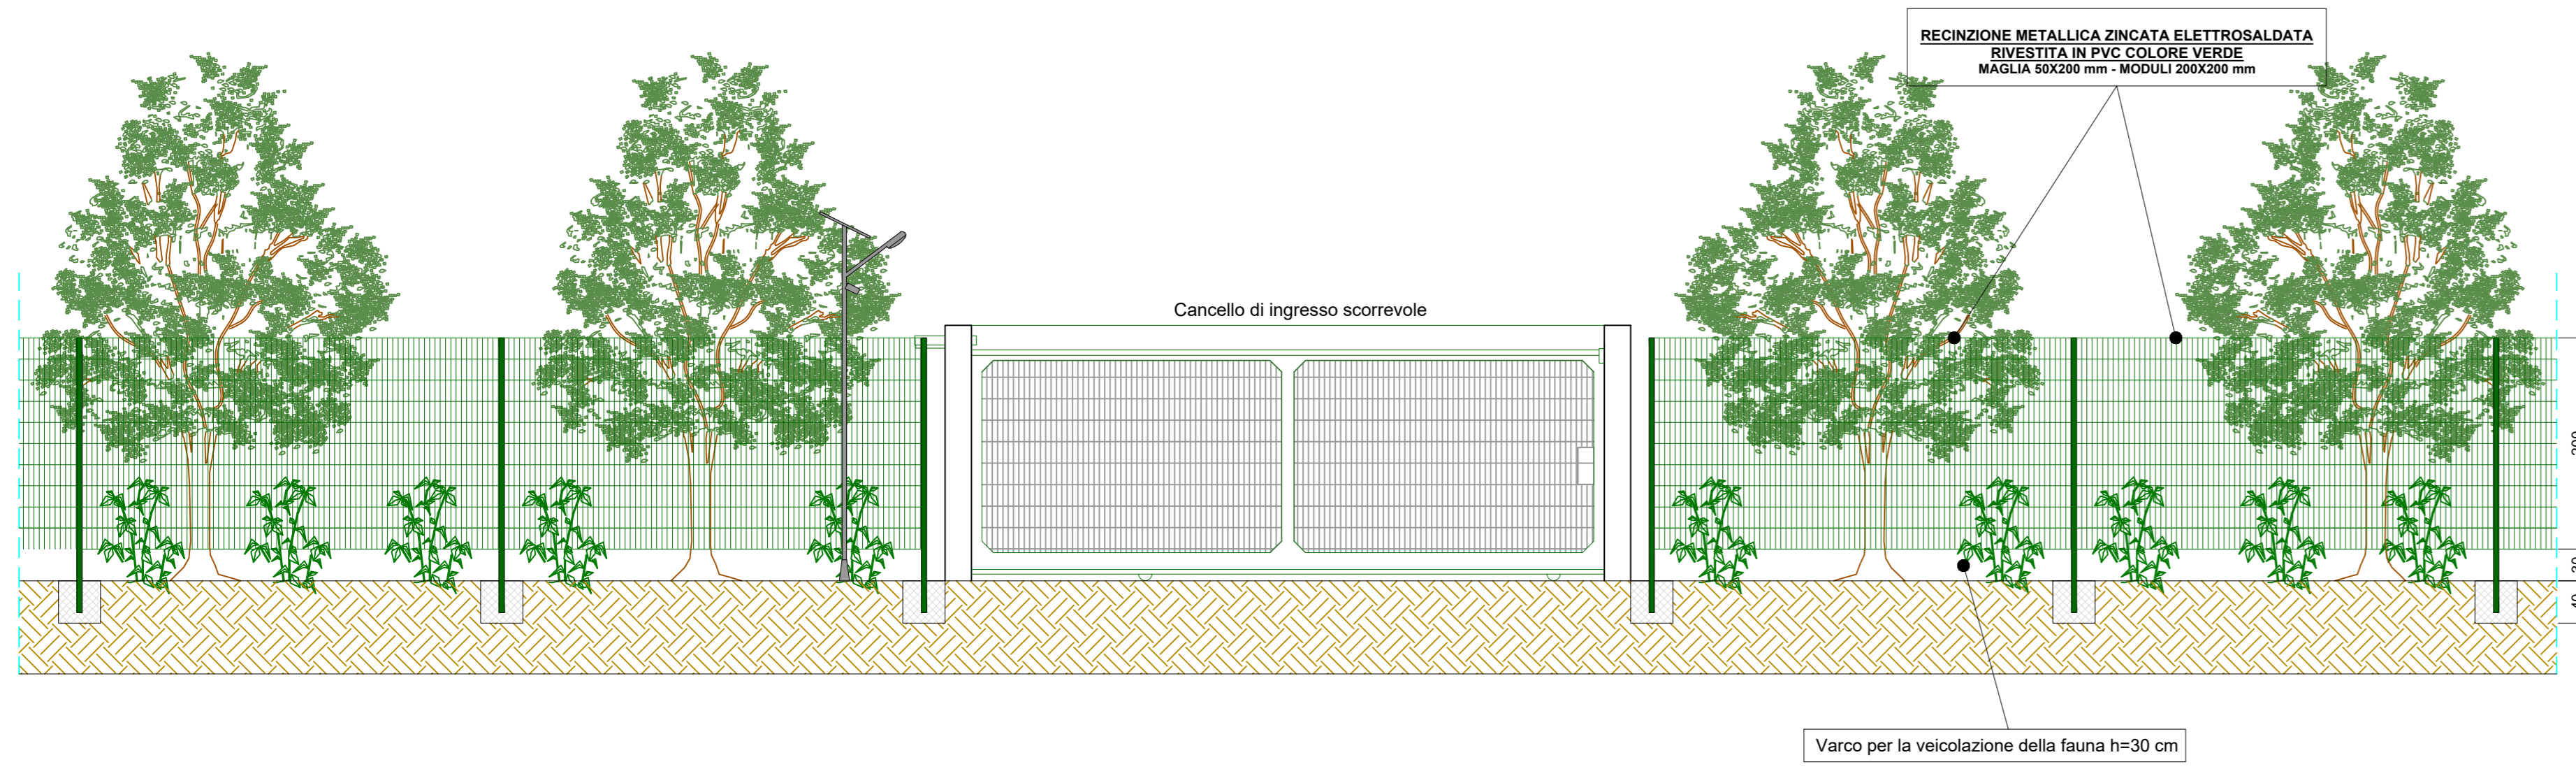 RECINZIONE METALLICA ZINCATA ELETTROSALDATA
RIVESTITA IN PVC COLORE VERDE
MAGLIA 50X200 mm - MODULI 200X200 mm
Cancello di ingresso scorrevole
Varco per la veicolazione della fauna h=30 cm